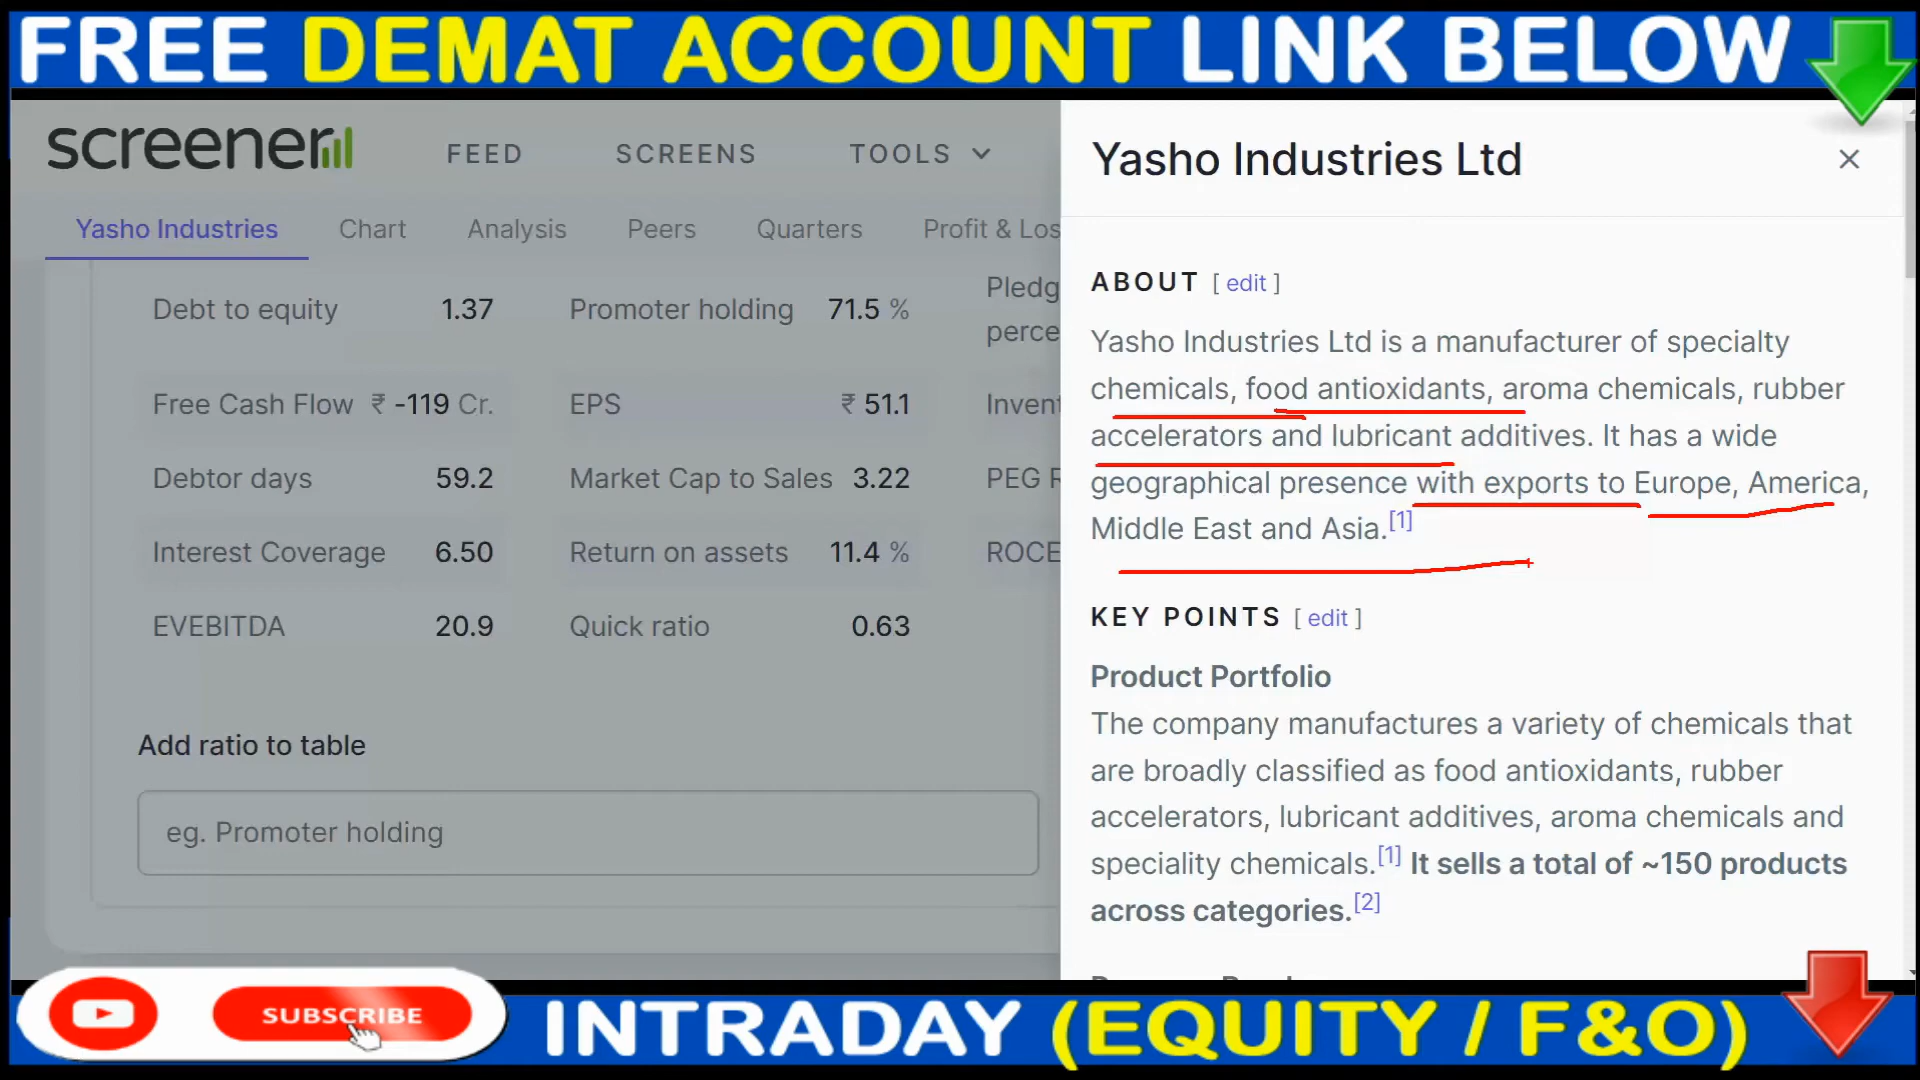 FREE DEMAT ACCOUNT LINK BELOW
screener
FEED SCREENS TOOLS
Yasho Industries Chart Analysis Peers Quarters Profit & Los
Debt to equity 1.37 Promoter holding 71.5 % Pledg
perce
Free Cash Flow ₹ -119 Cr. EPS ₹ 51.1 Invent
Debtor days 59.2 Market Cap to Sales 3.22 PEG R
Interest Coverage 6.50 Return on assets 11.4 % ROCE
EVEBITDA 20.9 Quick ratio 0.63
Add ratio to table
eg. Promoter holding
Yasho Industries Ltd
ABOUT [ edit ]
Yasho Industries Ltd is a manufacturer of specialty
chemicals, food antioxidants, aroma chemicals, rubber
accelerators and lubricant additives. It has a wide
geographical presence with exports to Europe, America,
Middle East and Asia.[1]
KEY POINTS [ edit ]
Product Portfolio
The company manufactures a variety of chemicals that
are broadly classified as food antioxidants, rubber
accelerators, lubricant additives, aroma chemicals and
speciality chemicals.[1] It sells a total of ~150 products
across categories.[2]
SUBSCRIBE
INTRADAY (EQUITY / F&O)